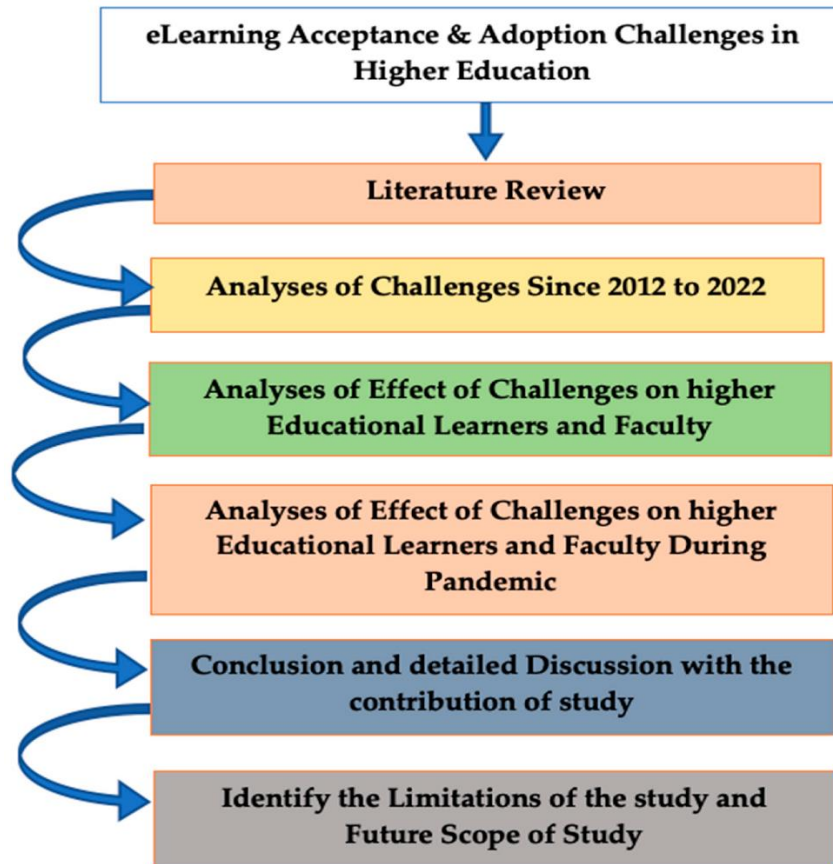 eLearning Acceptance & Adoption Challenges in
Higher Education
Literature Review
Analyses of Challenges Since 2012 to 2022
Analyses of Effect of Challenges on higher
Educational Learners and Faculty
Analyses of Effect of Challenges on higher
Educational Learners and Faculty During
Pandemic
Conclusion and detailed Discussion with the
contribution of study
Identify the Limitations of the study and
Future Scope of Study